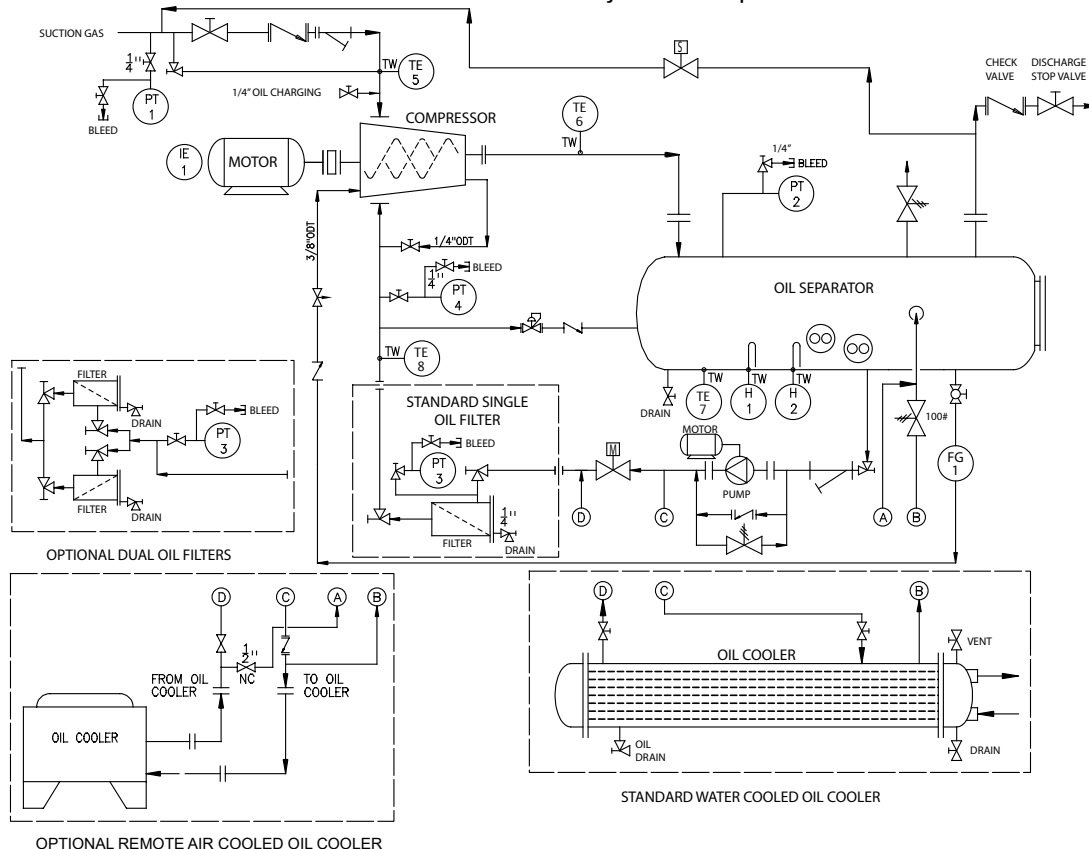 SUCTION GAS
1/4"
PT
1
BLEED
TW
TE
5
1/4" OIL CHARGING
COMPRESSOR
IE
1
MOTOR
TE
6
TW
S
CHECK
VALVE
DISCHARGE
STOP VALVE
1/4"
BLEED
PT
2
3/8"ODT
1/4"ODT
1/4"
BLEED
PT
4
TW
TE
8
OIL SEPARATOR
DRAIN
TW
TE
7
TW
H
1
TW
H
2
100#
FG
1
A
B
FILTER
DRAIN
BLEED
PT
3
FILTER
DRAIN
OPTIONAL DUAL OIL FILTERS
STANDARD SINGLE
OIL FILTER
BLEED
PT
3
1/4"
FILTER
DRAIN
M
MOTOR
PUMP
D
C
D
C
A
B
1/2"
NC
FROM OIL
COOLER
TO OIL
COOLER
OIL COOLER
OPTIONAL REMOTE AIR COOLED OIL COOLER
D
C
B
OIL COOLER
VENT
OIL
DRAIN
DRAIN
STANDARD WATER COOLED OIL COOLER